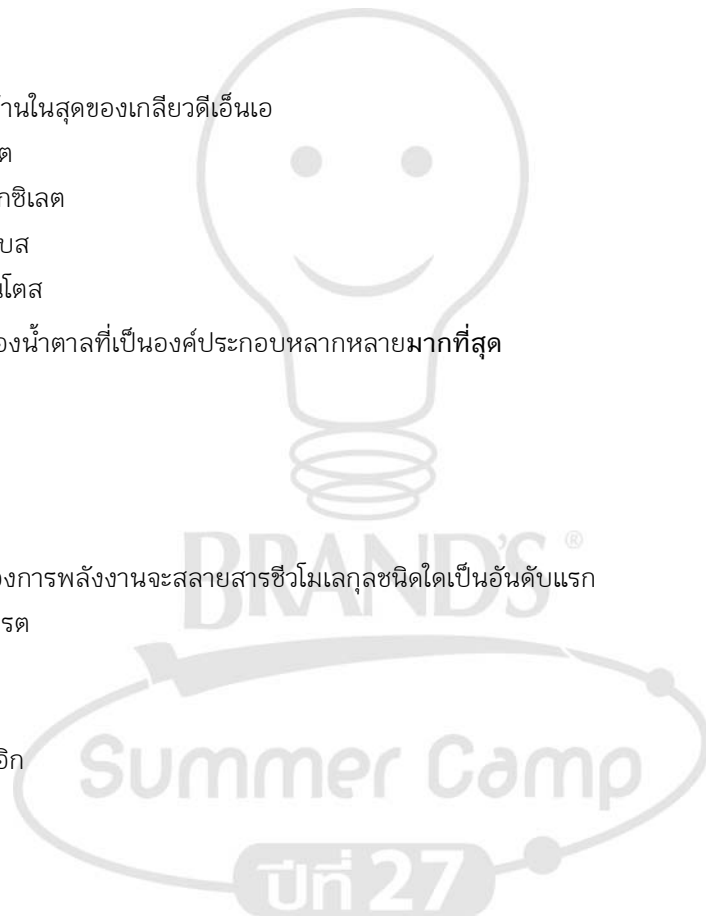 านในสุดของเกลียวดีเอ็นเอ
ต
กซิเลต
บส
นโตส
องน้ำตาลที่เป็นองค์ประกอบหลากหลายมากที่สุด
BRAND'S ®
องการพลังงานจะสลายสารชีวโมเลกุลชนิดใดเป็นอันดับแรก
รต
อิก
Summer Camp
ปีที่ 27